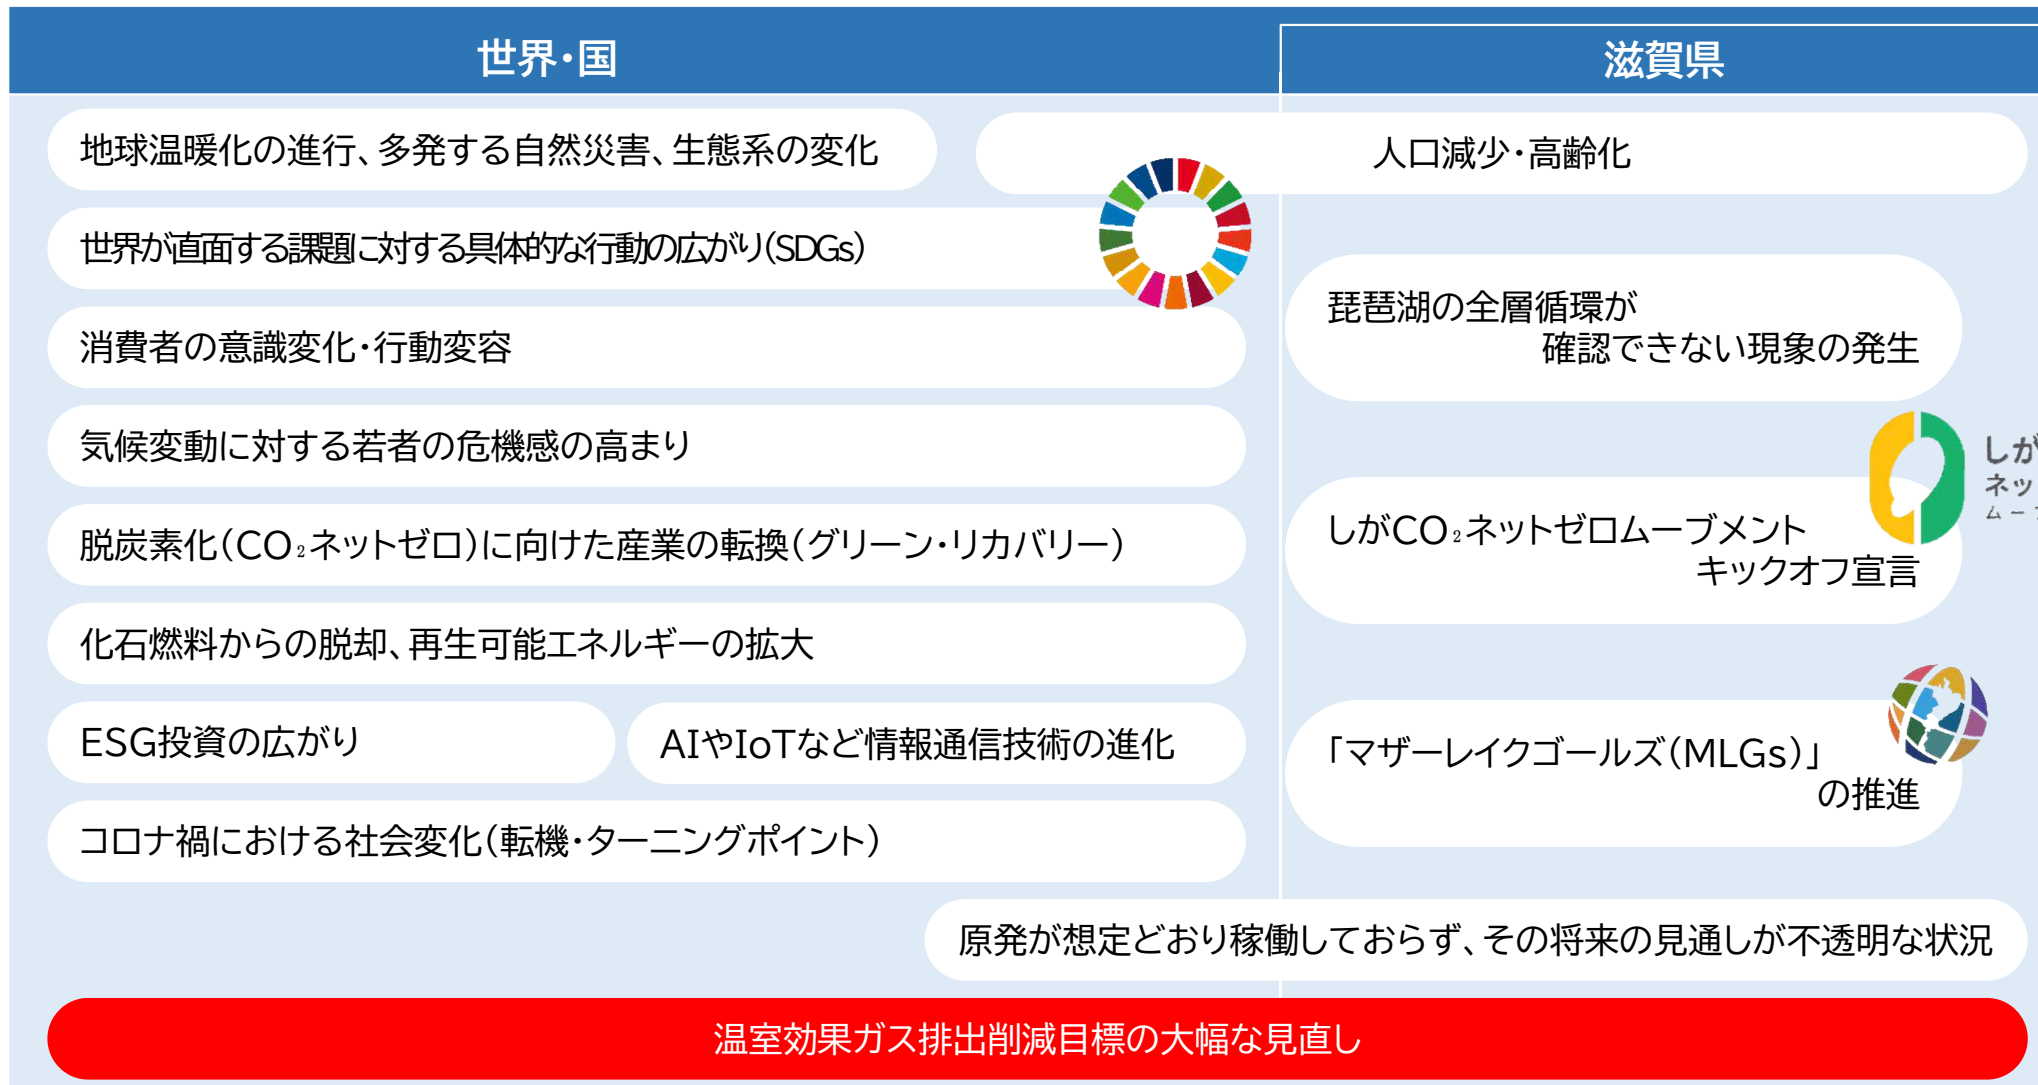 世界・国
滋賀県
地球温暖化の進行、多発する自然災害、生態系の変化
人口減少・高齢化
世界が直面する課題に対する具体的な行動の広がり(SDGs)
消費者の意識変化・行動変容
気候変動に対する若者の危機感の高まり
脱炭素化(CO₂ネットゼロ)に向けた産業の転換(グリーン・リカバリー)
化石燃料からの脱却、再生可能エネルギーの拡大
ESG投資の広がり
AIやIoTなど情報通信技術の進化
コロナ禍における社会変化(転機・ターニングポイント)
琵琶湖の全層循環が
確認できない現象の発生
しが
ネッ
ムー
しがCO₂ネットゼロムーブメント
キックオフ宣言
「マザーレイクゴールズ(MLGs)」
の推進
原発が想定どおり稼働しておらず、その将来の見通しが不透明な状況
温室効果ガス排出削減目標の大幅な見直し